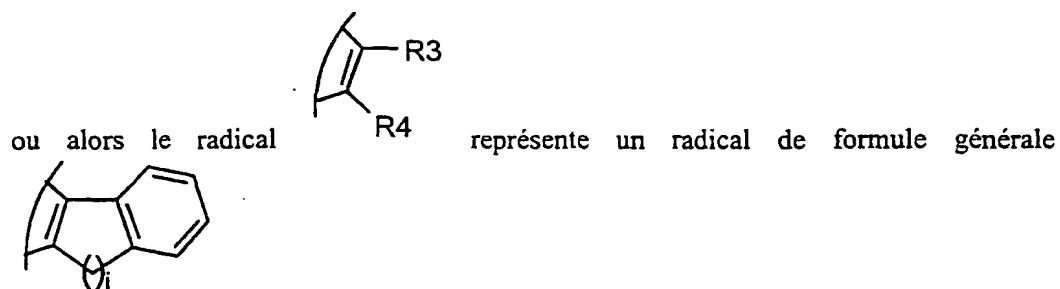 R3
R4
ou alors le radical représente un radical de formule générale
()i